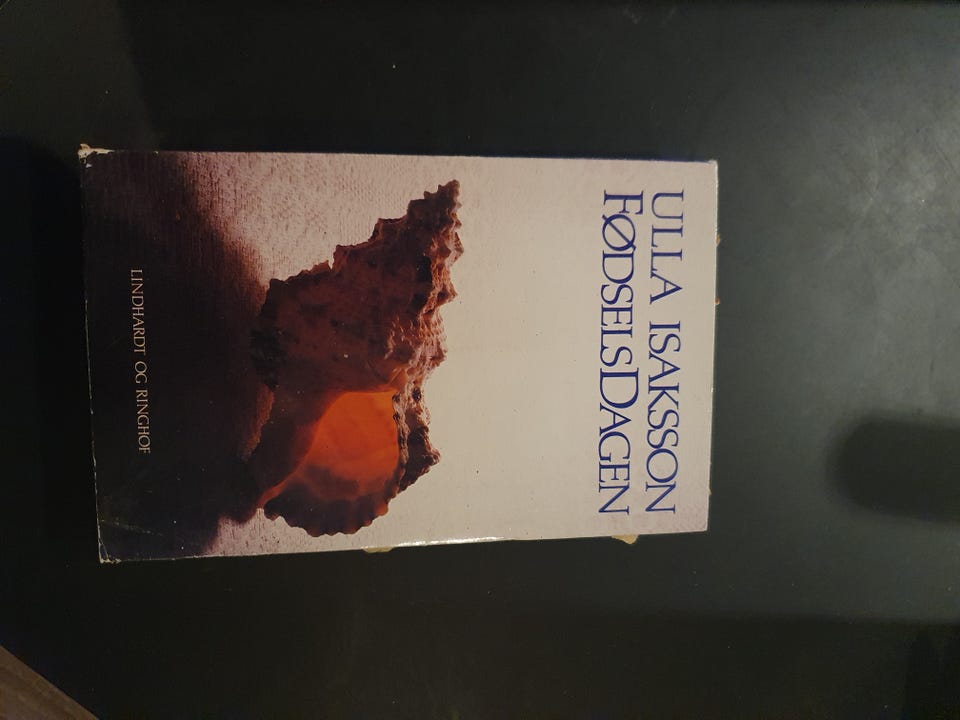 ULLA ISAKSSON
FØDSELSDAGEN
LINDHARDT OG RINGHOF